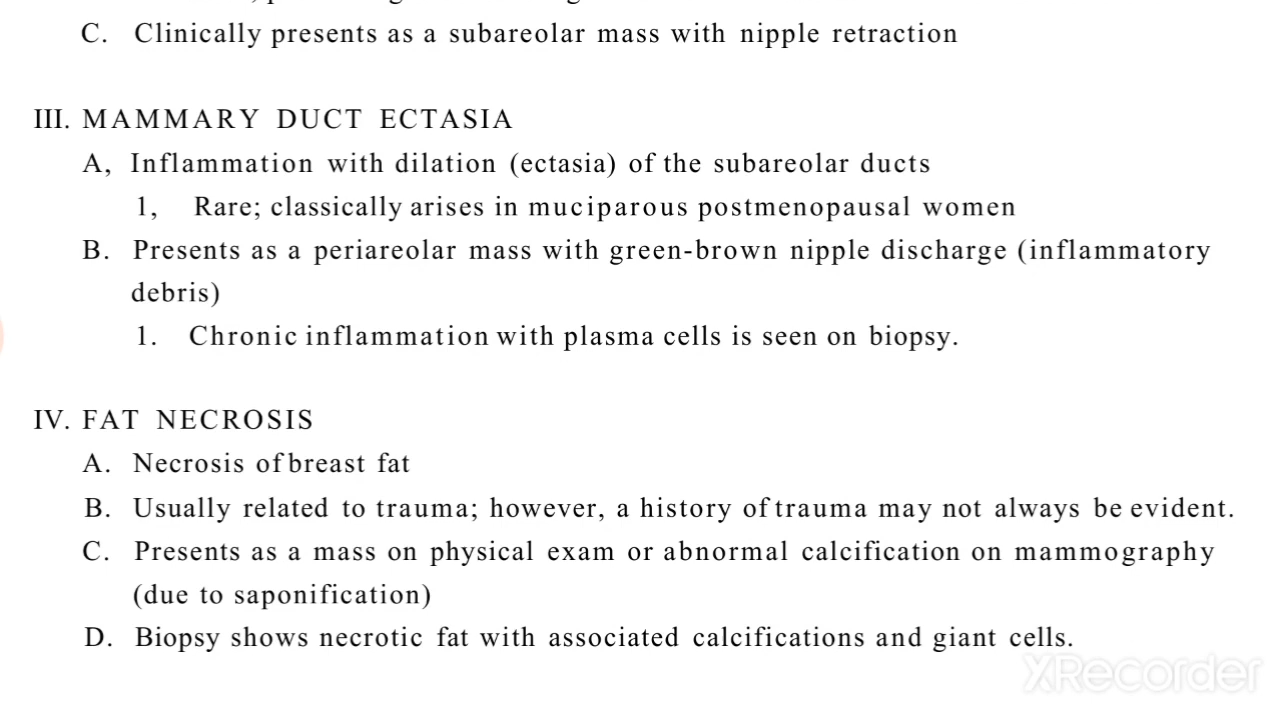 C. Clinically presents as a subareolar mass with nipple retraction
III. MAMMARY DUCT ECTASIA
A, Inflammation with dilation (ectasia) of the subareolar ducts
1, Rare; classically arises in muciparous postmenopausal women
B. Presents as a periareolar mass with green-brown nipple discharge (inflammatory
debris)
1. Chronic inflammation with plasma cells is seen on biopsy.
IV. FAT NECROSIS
A. Necrosis of breast fat
B. Usually related to trauma; however, a history of trauma may not always be evident.
C. Presents as a mass on physical exam or abnormal calcification on mammography
(due to saponification)
D. Biopsy shows necrotic fat with associated calcifications and giant cells.
XRecorder